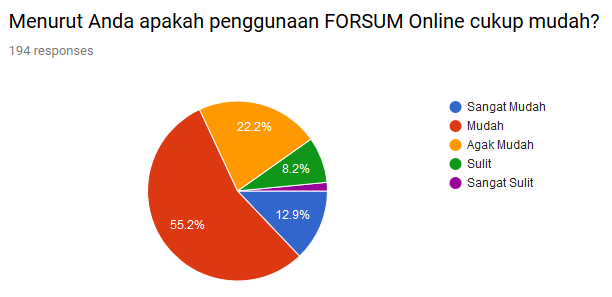 Menurut Anda apakah penggunaan FORSUM Online cukup mudah?
194 responses
22.2%
8.2%
12.9%
55.2%
Sangat Mudah
Mudah
Agak Mudah
Sulit
Sangat Sulit